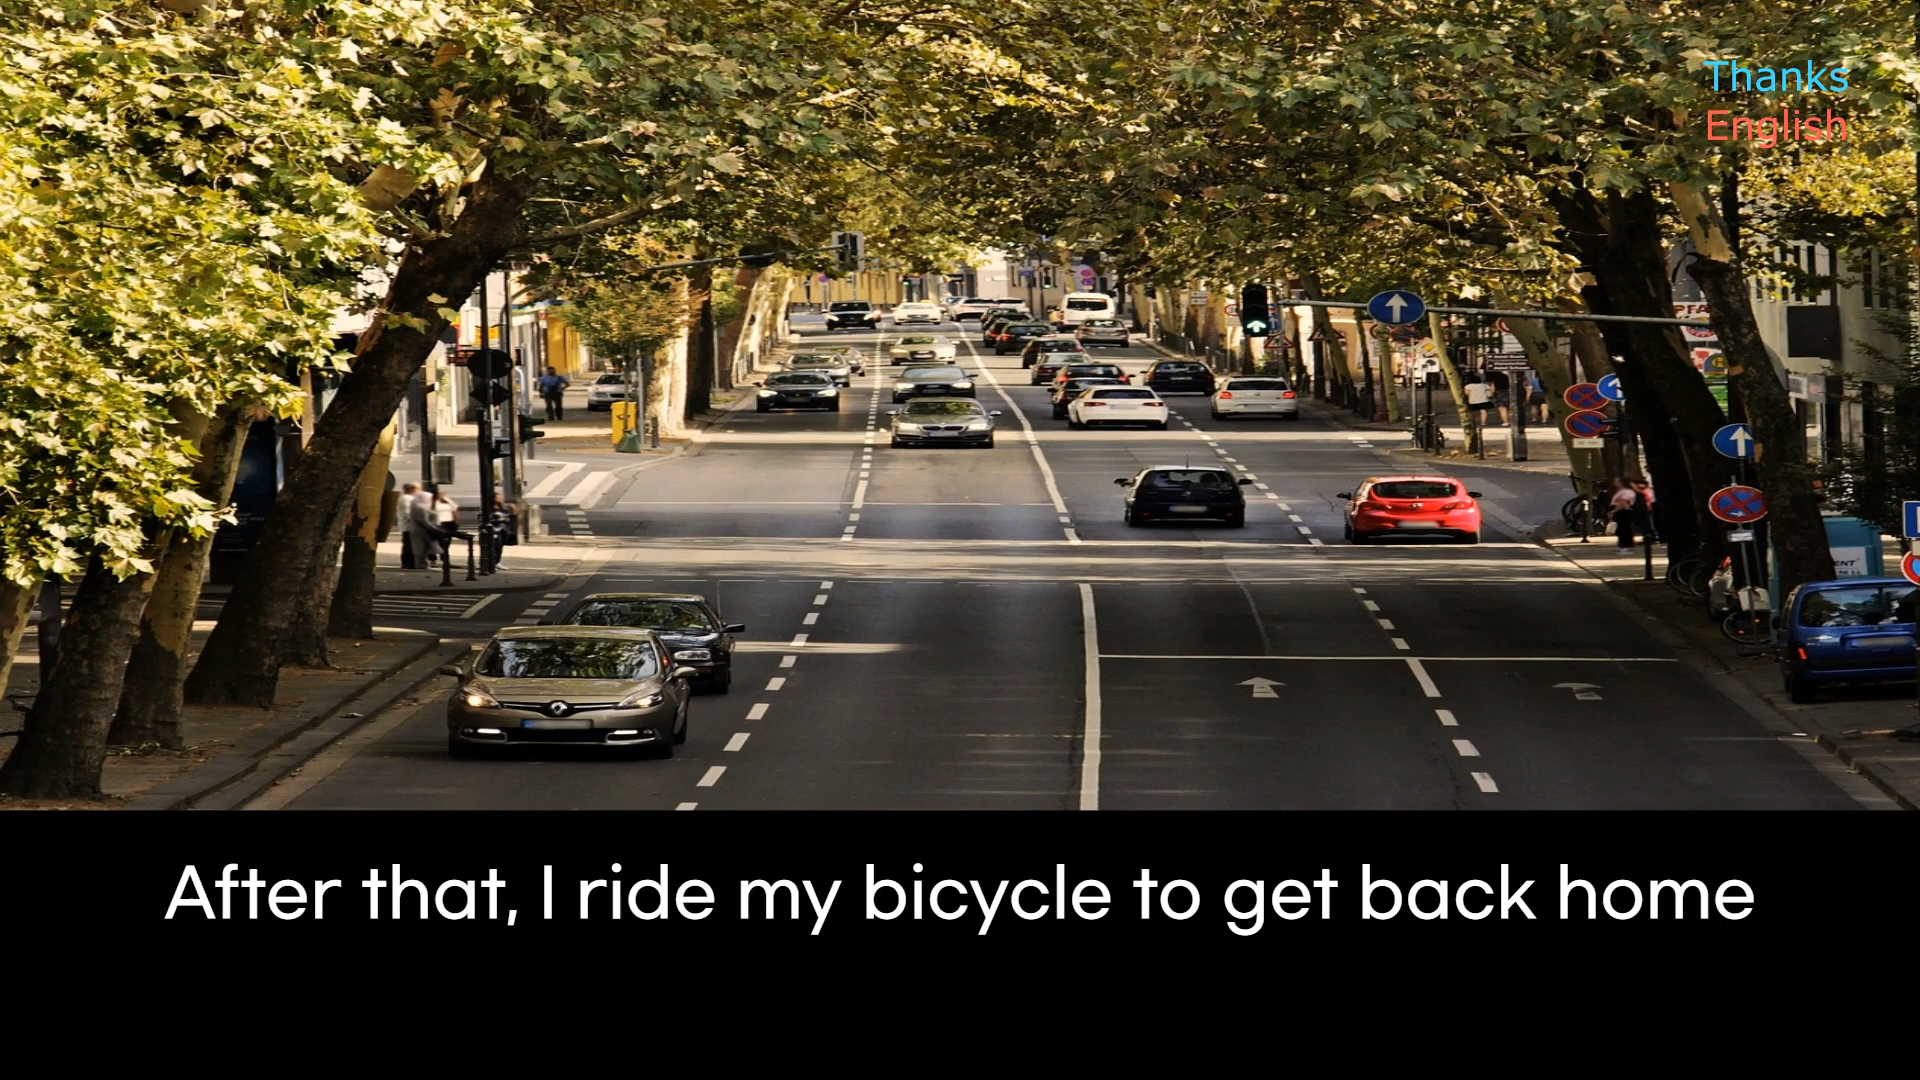 Thanks
English
After that, I ride my bicycle to get back home